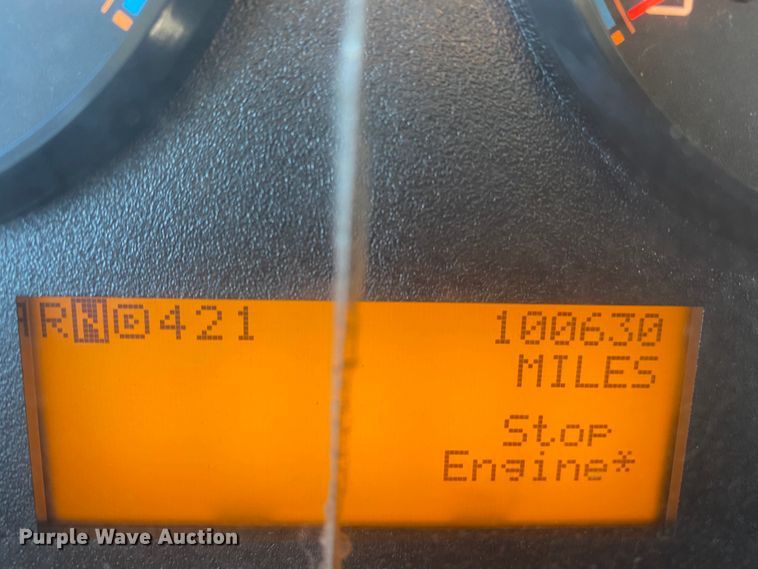 RND421
100630
MILES
Stop
Engine*
Purple Wave Auction